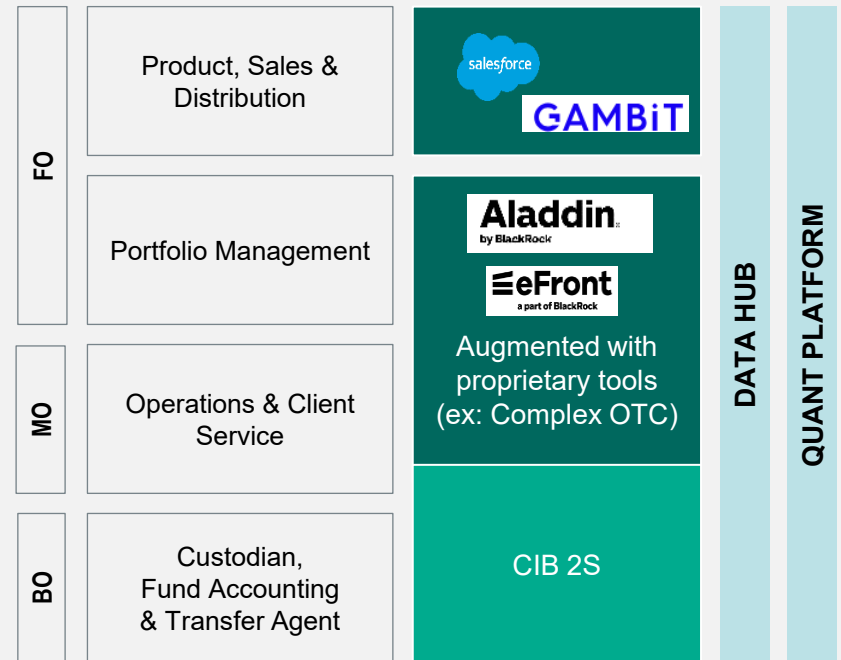 FO
Product, Sales &
Distribution
salesforce
GAMBiT
Portfolio Management
Aladdin.
by BlackRock
eFront
a part of BlackRock
Augmented with
proprietary tools
(ex: Complex OTC)
MO
Operations & Client
Service
BO
Custodian,
Fund Accounting
& Transfer Agent
CIB 2S
DATA HUB
QUANT PLATFORM